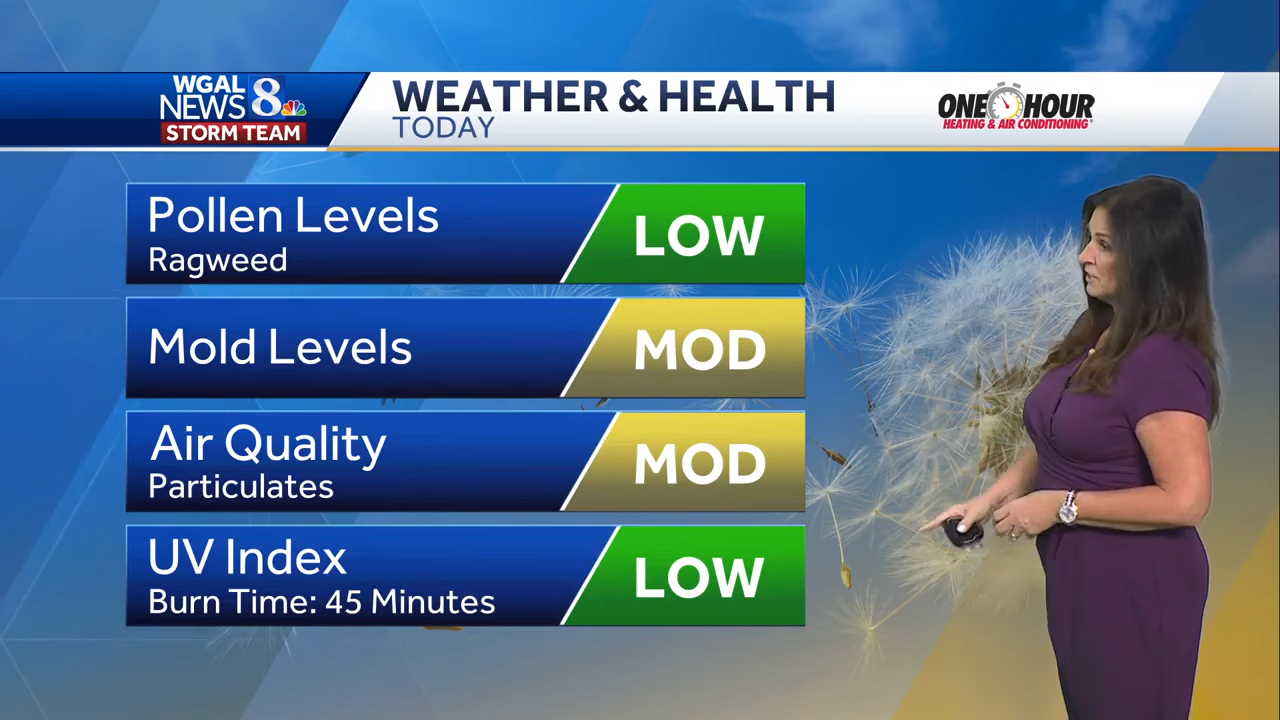 WGAL
NEWS 8
STORM TEAM
WEATHER & HEALTH
TODAY
ONE HOUR
HEATING & AIR CONDITIONING
Pollen Levels
Ragweed
LOW
Mold Levels
MOD
Air Quality
Particulates
MOD
UV Index
Burn Time: 45 Minutes
LOW